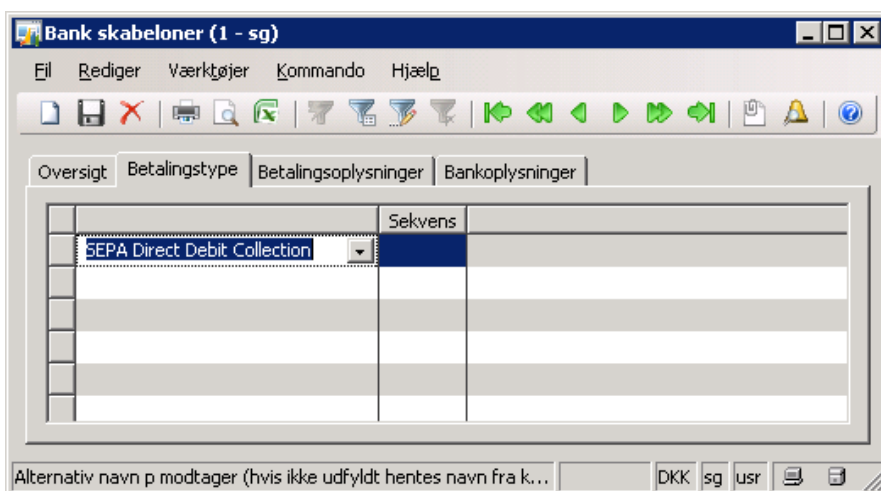 Bank skabeloner (1 - sg)
Fil Rediger Værktøjer Kommando Hjælp
Oversigt Betalingstype Betalingsoplysninger Bankoplysninger
Sekvens
SEPA Direct Debit Collection
Alternativ navn p modtager (hvis ikke udfyldt hentes navn fra k... DKK sg usr